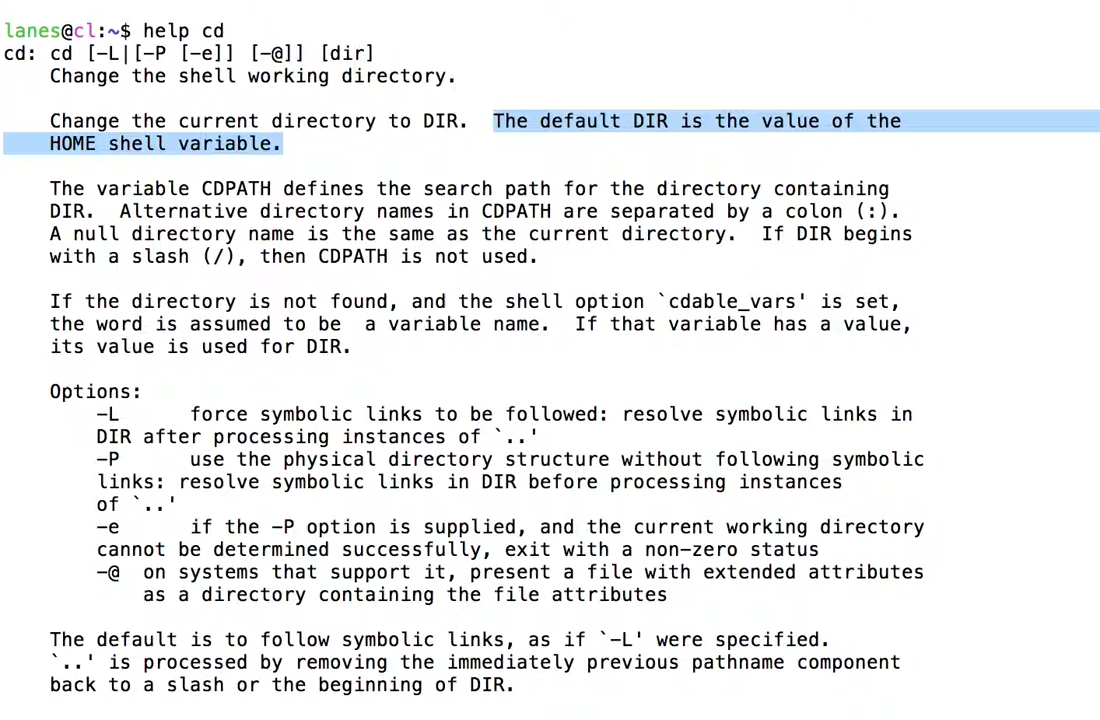 lanes@cl:~$ help cd
cd: cd [-L|[-P [-e]] [-@]] [dir]
    Change the shell working directory.

    Change the current directory to DIR.  The default DIR is the value of the
    HOME shell variable.

    The variable CDPATH defines the search path for the directory containing
    DIR.  Alternative directory names in CDPATH are separated by a colon (:).
    A null directory name is the same as the current directory.  If DIR begins
    with a slash (/), then CDPATH is not used.

    If the directory is not found, and the shell option `cdable_vars' is set,
    the word is assumed to be  a variable name.  If that variable has a value,
    its value is used for DIR.

    Options:
        -L      force symbolic links to be followed: resolve symbolic links in
        DIR after processing instances of `..'
        -P      use the physical directory structure without following symbolic
        links: resolve symbolic links in DIR before processing instances
        of `..'
        -e      if the -P option is supplied, and the current working directory
        cannot be determined successfully, exit with a non-zero status
        -@  on systems that support it, present a file with extended attributes
            as a directory containing the file attributes

    The default is to follow symbolic links, as if `-L' were specified.
    `..' is processed by removing the immediately previous pathname component
    back to a slash or the beginning of DIR.